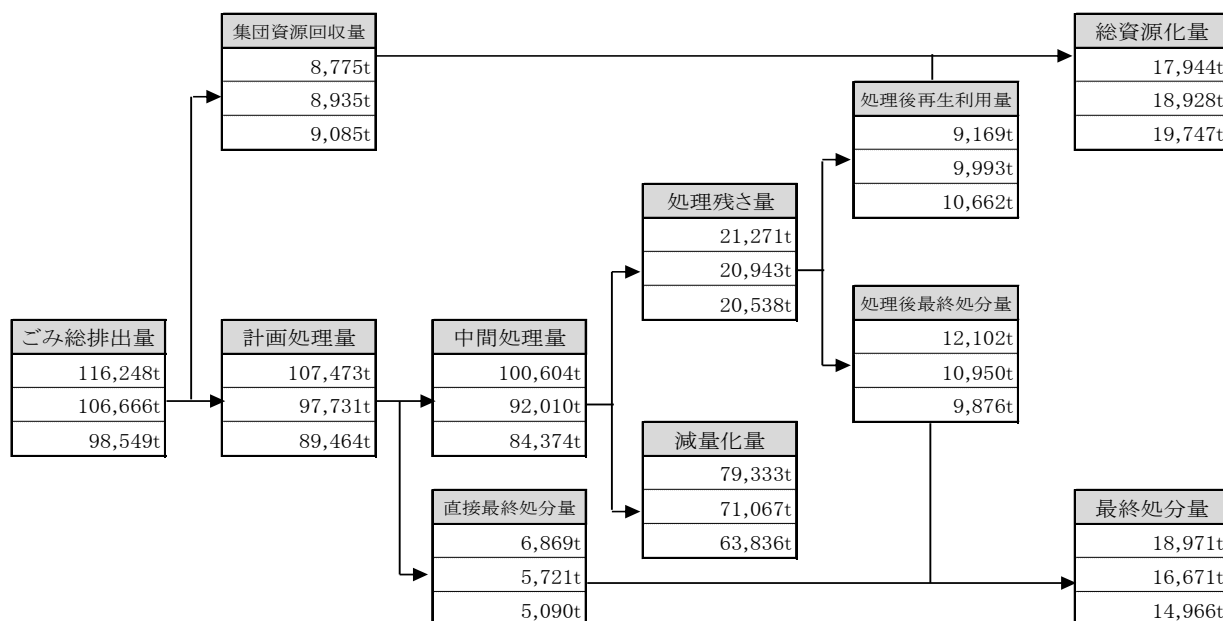 集団資源回収量
8,775t
8,935t
9,085t
総資源化量
17,944t
18,928t
19,747t
処理後再生利用量
9,169t
9,993t
10,662t
処理残さ量
21,271t
20,943t
20,538t
処理後最終処分量
12,102t
10,950t
9,876t
ごみ総排出量
116,248t
106,666t
98,549t
計画処理量
107,473t
97,731t
89,464t
中間処理量
100,604t
92,010t
84,374t
減量化量
79,333t
71,067t
63,836t
直接最終処分量
6,869t
5,721t
5,090t
最終処分量
18,971t
16,671t
14,966t